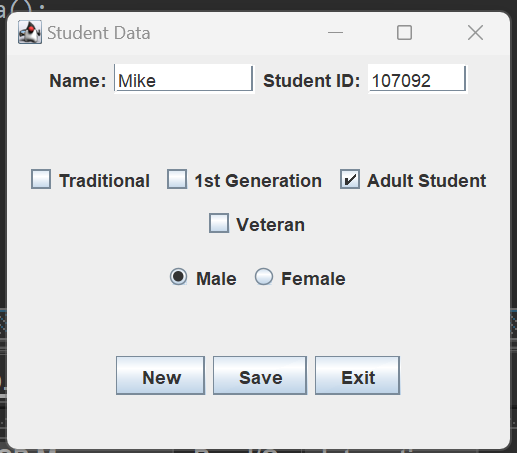 a();
Student Data
Name: Mike Student ID: 107092
Traditional 1st Generation Adult Student
Veteran
Male Female
New Save Exit